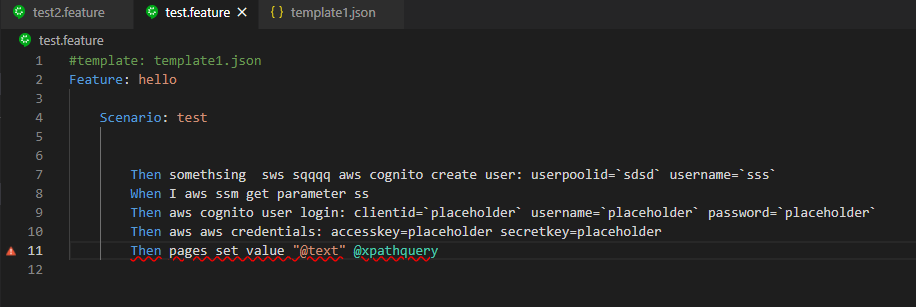 test2.feature test.feature template1.json
test.feature
1 #template: template1.json
2 Feature: hello
3
4 Scenario: test
5
6
7 Then somethsing  sws sqqqq aws cognito create user: userpoolid=`sdsd` username=`sss`
8 When I aws ssm get parameter ss
9 Then aws cognito user login: clientid=`placeholder` username=`placeholder` password=`placeholder`
10 Then aws aws credentials: accesskey=placeholder secretkey=placeholder
11 Then pages set value "@text" @xpathquery
12